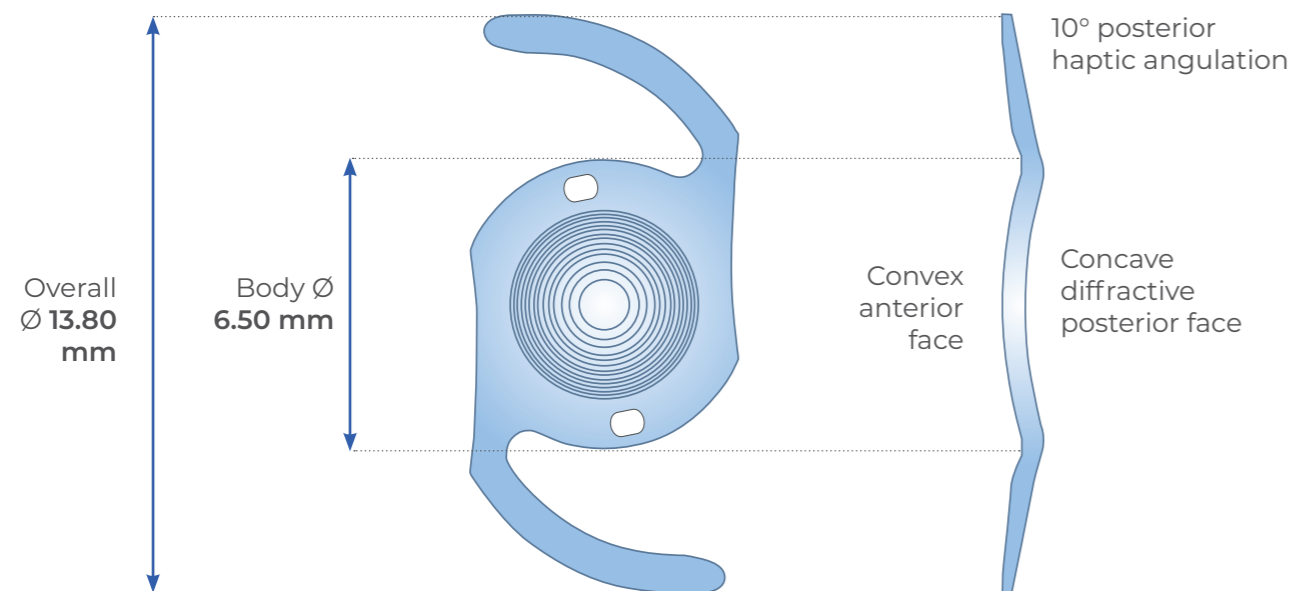 10° posterior
haptic angulation
Overall
Ø 13.80
mm
Body Ø
6.50 mm
Convex
anterior
face
Concave
diffractive
posterior face